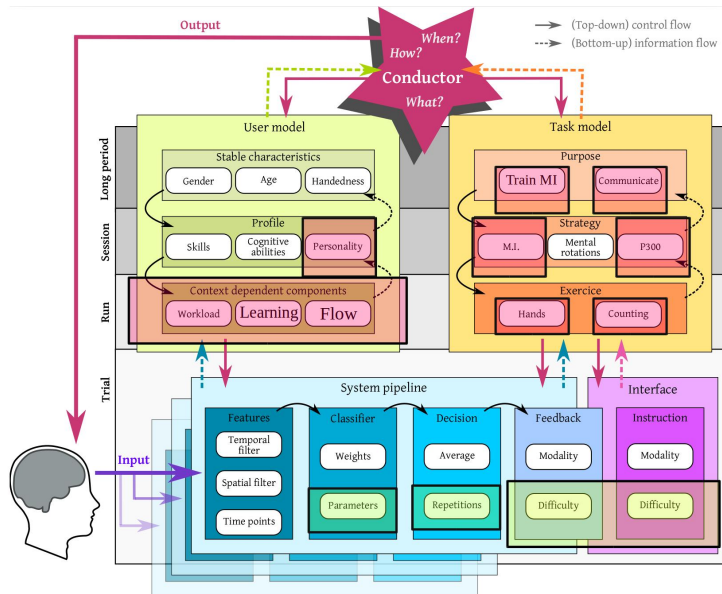 Output
When?
How?
Conductor
What?
(Top-down) control flow
(Bottom-up) information flow
User model
Task model
Long period
Stable characteristics
Gender
Age
Handedness
Purpose
Train MI
Communicate
Session
Profile
Skills
Cognitive
abilities
Personality
Strategy
M.I.
Mental
rotations
P300
Run
Context dependent components
Workload
Learning
Flow
Exercice
Hands
Counting
Trial
System pipeline
Interface
Features
Classifier
Decision
Feedback
Instruction
Input
Temporal
filter
Spatial filter
Time points
Weights
Parameters
Average
Repetitions
Modality
Difficulty
Modality
Difficulty